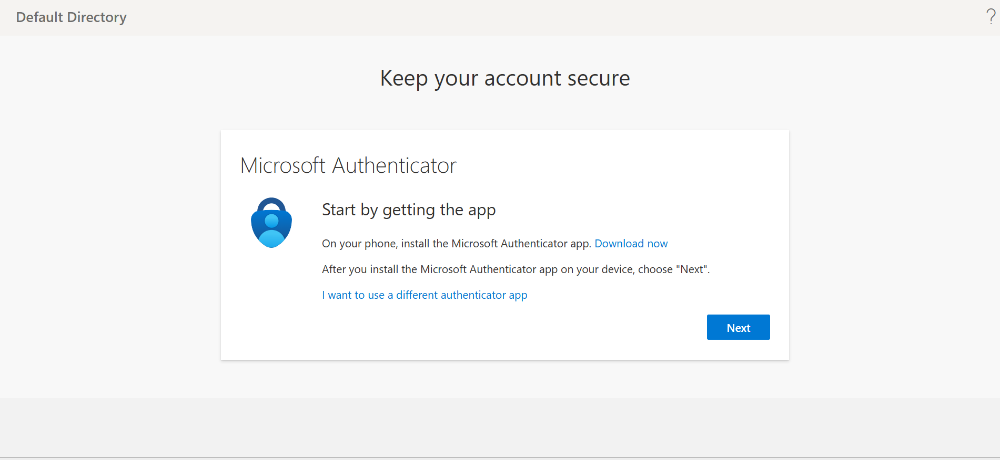 Default Directory
?
Keep your account secure
Microsoft Authenticator
Start by getting the app
On your phone, install the Microsoft Authenticator app. Download now
After you install the Microsoft Authenticator app on your device, choose "Next".
I want to use a different authenticator app
Next